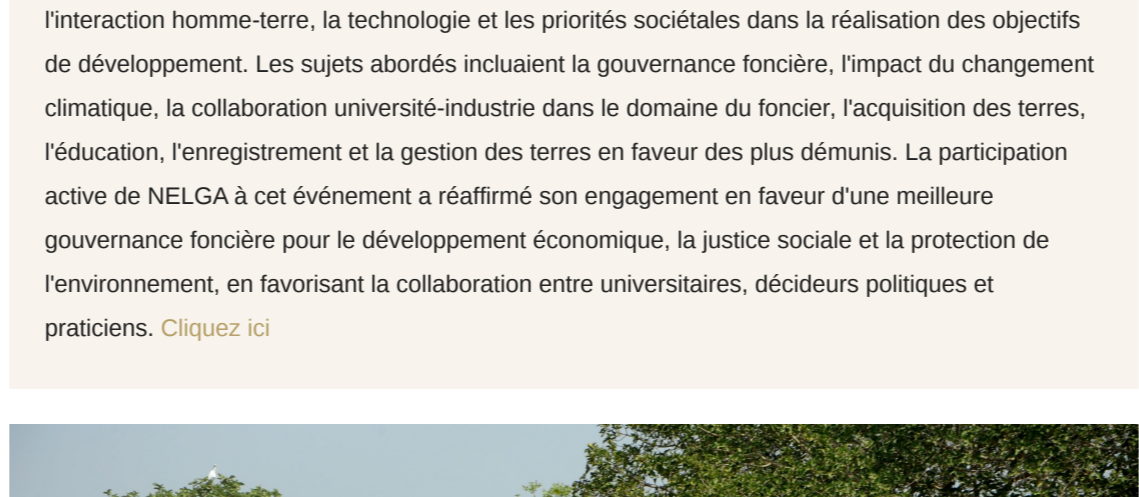 l'interaction homme-terre, la technologie et les priorités sociétales dans la réalisation des objectifs
de développement. Les sujets abordés incluaient la gouvernance foncière, l'impact du changement
climatique, la collaboration université-industrie dans le domaine du foncier, l'acquisition des terres,
l'éducation, l'enregistrement et la gestion des terres en faveur des plus démunis. La participation
active de NELGA à cet événement a réaffirmé son engagement en faveur d'une meilleure
gouvernance foncière pour le développement économique, la justice sociale et la protection de
l'environnement, en favorisant la collaboration entre universitaires, décideurs politiques et
praticiens. Cliquez ici